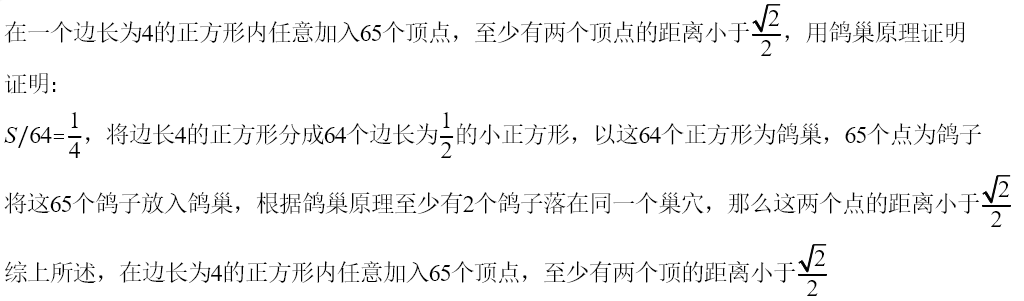 在一个边长为4的正方形内任意加入65个顶点，至少有两个顶点的距离小于√2/2，用鸽巢原理证明
证明:
S/64=1/4，将边长4的正方形分成64个边长为1/2的小正方形，以这64个正方形为鸽巢，65个点为鸽子
将这65个鸽子放入鸽巢，根据鸽巢原理至少有2个鸽子落在同一个巢穴，那么这两个点的距离小于√2/2
综上所述，在边长为4的正方形内任意加入65个顶点，至少有两个顶的距离小于√2/2